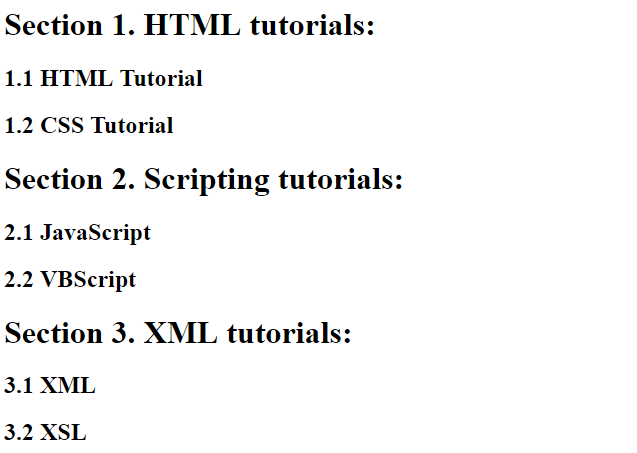 Section 1. HTML tutorials:
1.1 HTML Tutorial
1.2 CSS Tutorial
Section 2. Scripting tutorials:
2.1 JavaScript
2.2 VBScript
Section 3. XML tutorials:
3.1 XML
3.2 XSL